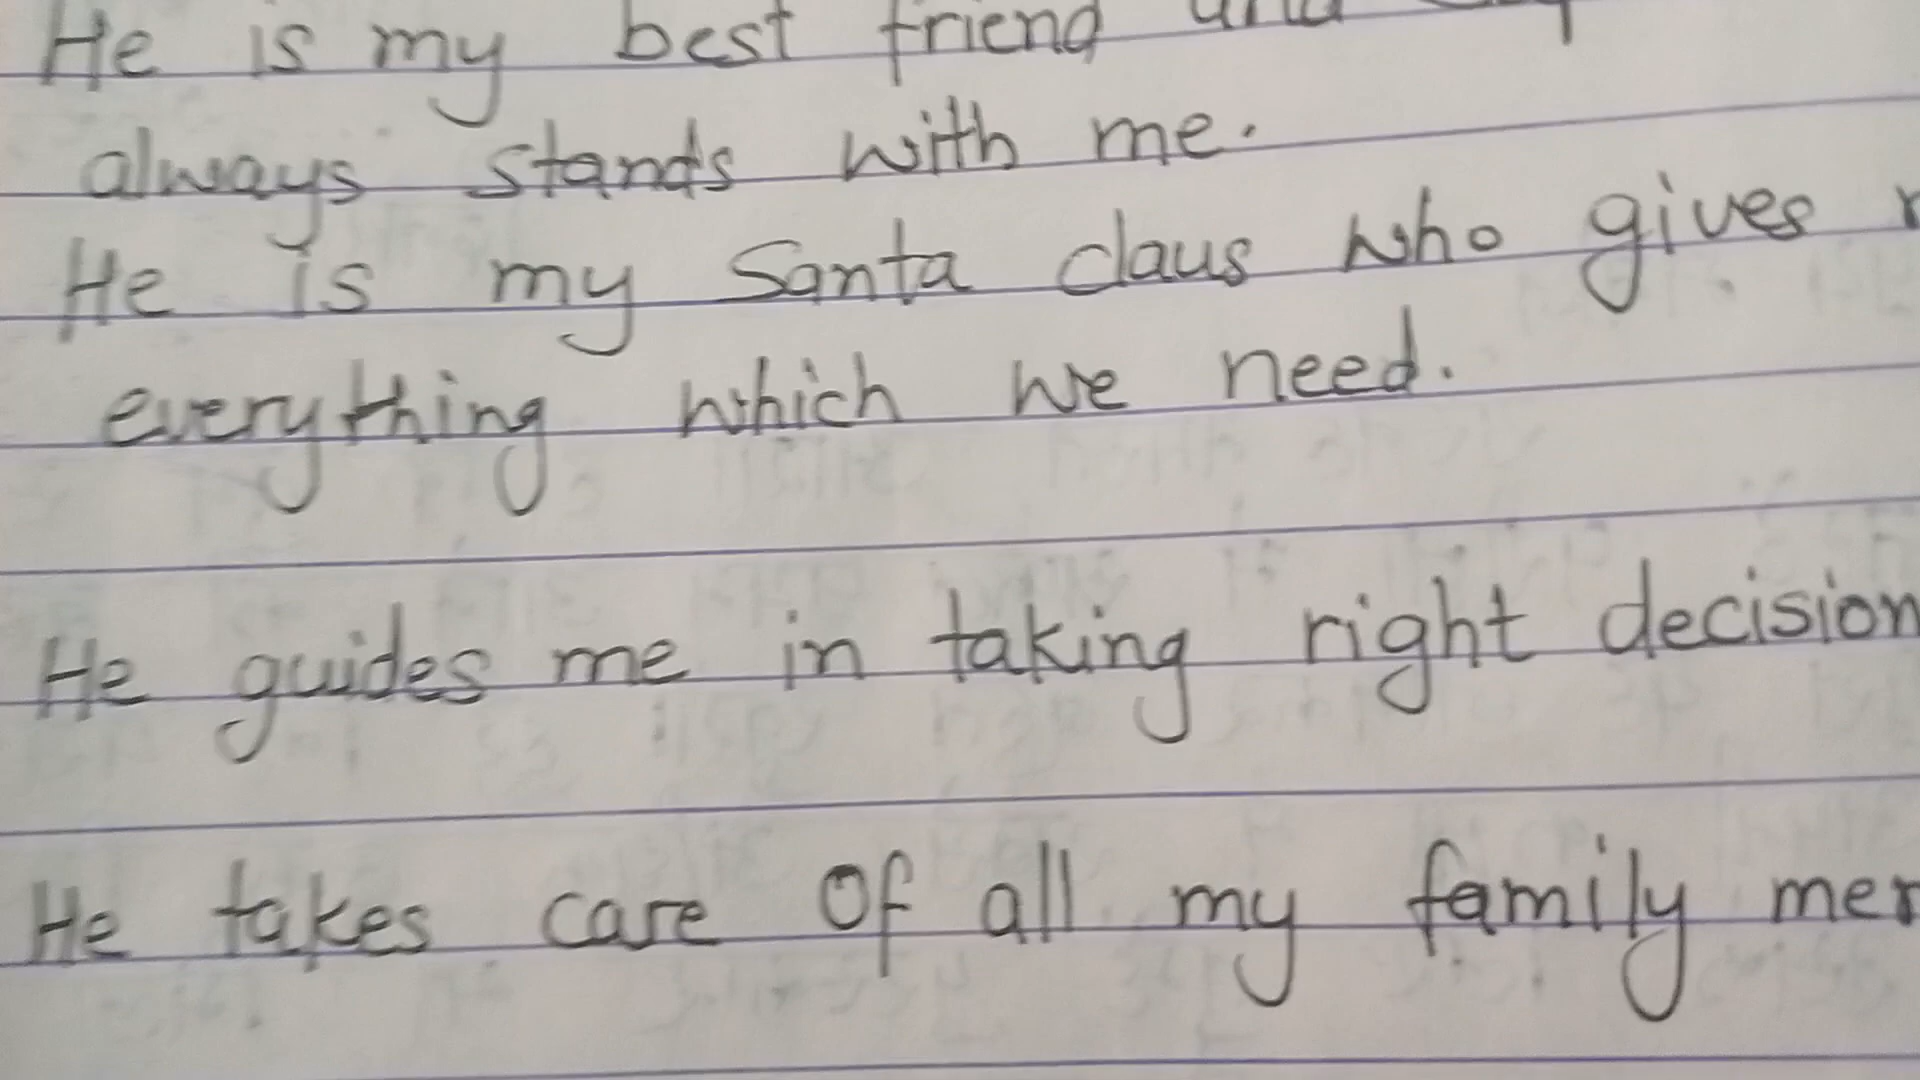 He is my best friend and
always stands with me.
He is my Santa claus who gives
everything which we need.
He guides me in taking right decision
He takes care of all my family